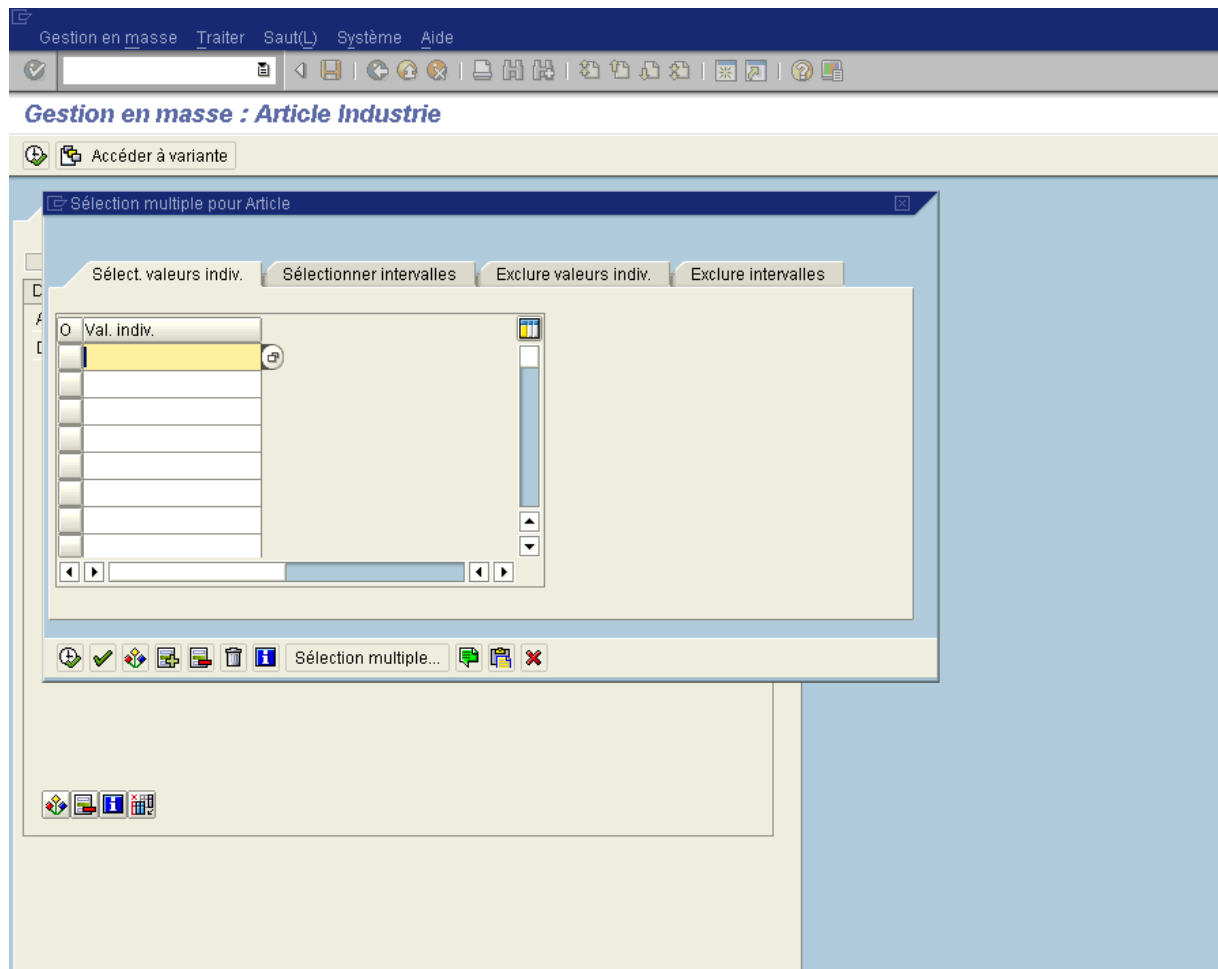 Gestion en masse Traiter Saut(L) Système Aide
Gestion en masse : Article Industrie
Accéder à variante
Sélection multiple pour Article
Sélect. valeurs indiv. Sélectionner intervalles Exclure valeurs indiv. Exclure intervalles
O Val. indiv.
Sélection multiple...